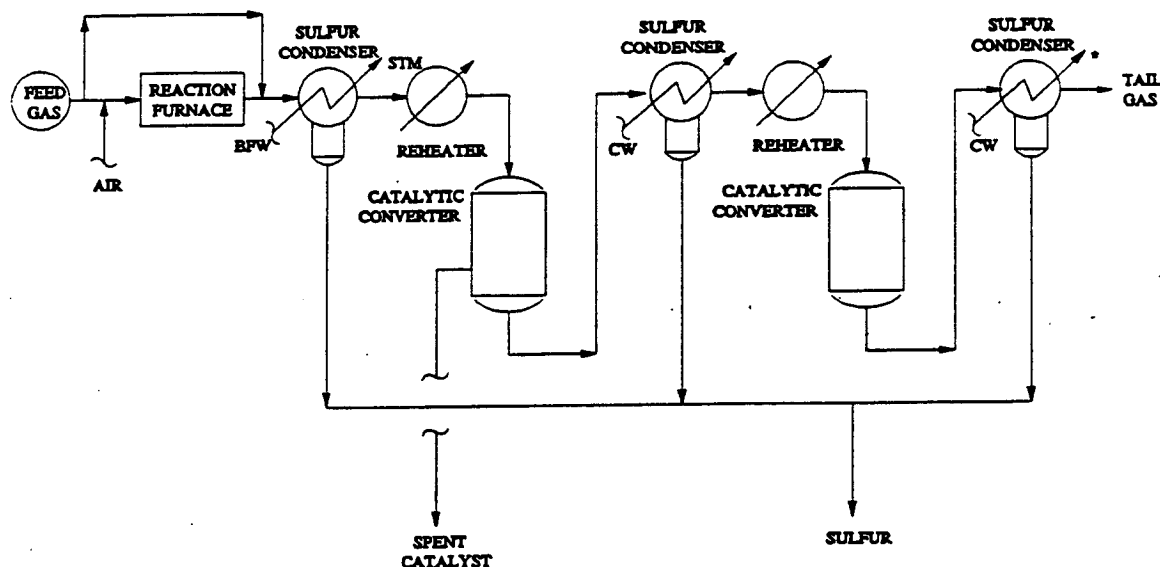 FEED
GAS
AIR
REACTION
FURNACE
SULFUR
CONDENSER
STM
BFW
REHEATER
CATALYTIC
CONVERTER
SULFUR
CONDENSER
CW
REHEATER
CATALYTIC
CONVERTER
SULFUR
CONDENSER
*
CW
TAIL
GAS
SPENT
CATALYST
SULFUR